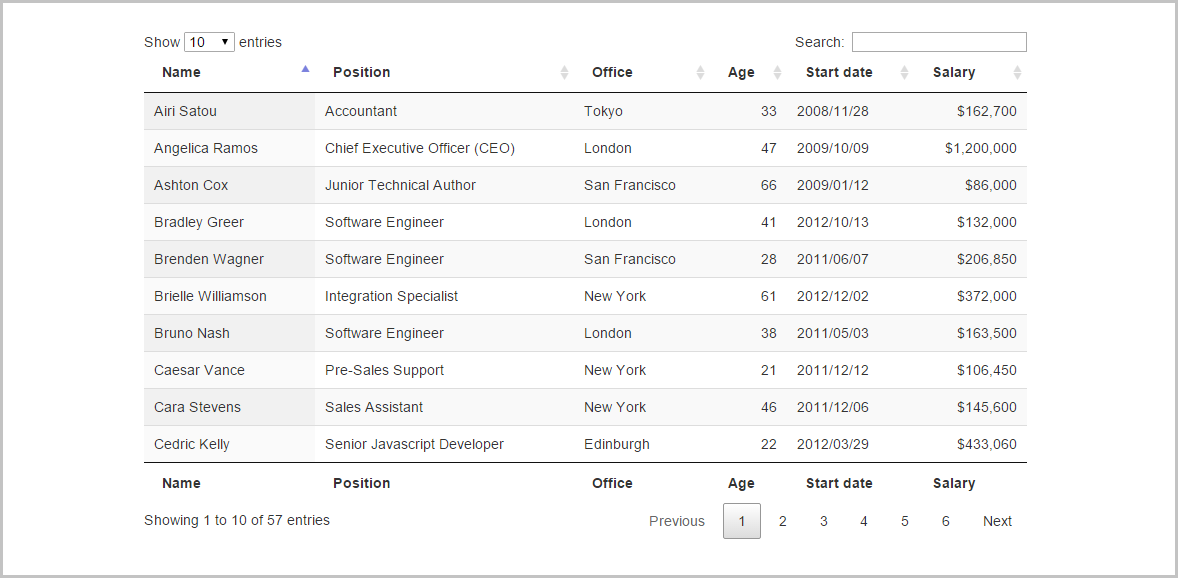 Show 10 entries Search:
Name Position Office Age Start date Salary
Airi Satou Accountant Tokyo 33 2008/11/28 $162,700
Angelica Ramos Chief Executive Officer (CEO) London 47 2009/10/09 $1,200,000
Ashton Cox Junior Technical Author San Francisco 66 2009/01/12 $86,000
Bradley Greer Software Engineer London 41 2012/10/13 $132,000
Brenden Wagner Software Engineer San Francisco 28 2011/06/07 $206,850
Brielle Williamson Integration Specialist New York 61 2012/12/02 $372,000
Bruno Nash Software Engineer London 38 2011/05/03 $163,500
Caesar Vance Pre-Sales Support New York 21 2011/12/12 $106,450
Cara Stevens Sales Assistant New York 46 2011/12/06 $145,600
Cedric Kelly Senior Javascript Developer Edinburgh 22 2012/03/29 $433,060
Name Position Office Age Start date Salary
Showing 1 to 10 of 57 entries Previous 1 2 3 4 5 6 Next